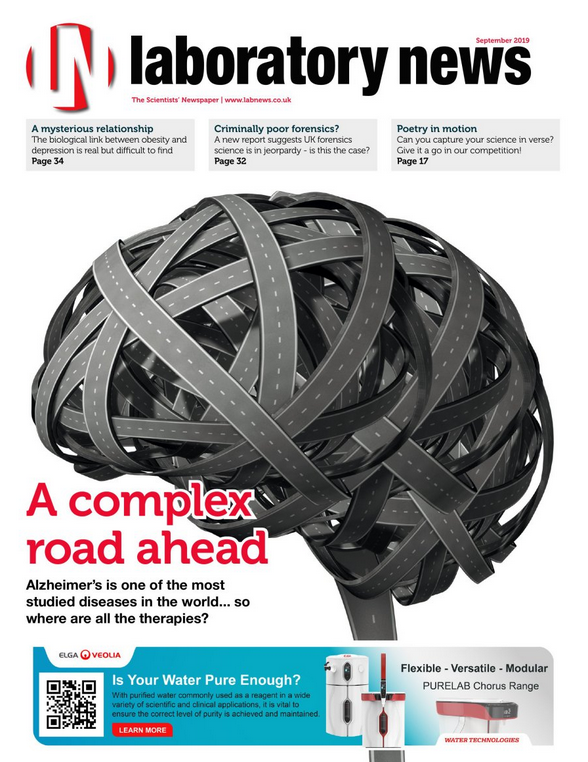 September 2019
LN laboratory news
The Scientists' Newspaper | www.labnews.co.uk
A mysterious relationship
The biological link between obesity and
depression is real but difficult to find
Page 34
Criminally poor forensics?
A new report suggests UK forensics
science is in jeopardy - is this the case?
Page 32
Poetry in motion
Can you capture your science in verse?
Give it a go in our competition!
Page 17
A complex
road ahead
Alzheimer's is one of the most
studied diseases in the world... so
where are all the therapies?
ELGA VEOLIA
Is Your Water Pure Enough?
With purified water commonly used as a reagent in a wide
variety of scientific and clinical applications, it is vital to
ensure the correct level of purity is achieved and maintained.
LEARN MORE
Flexible - Versatile - Modular
PURELAB Chorus Range
WATER TECHNOLOGIES